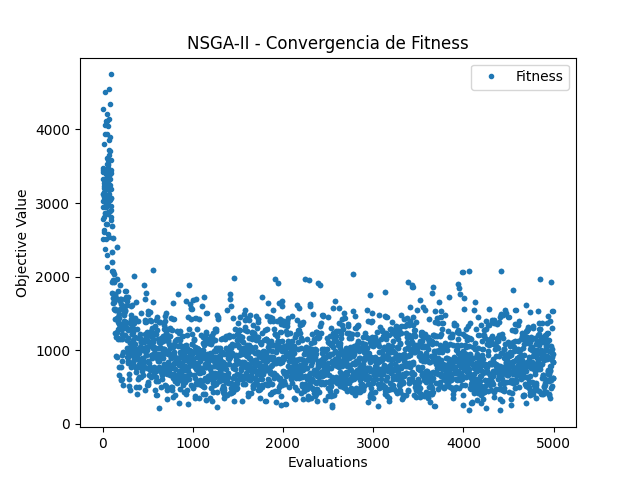 NSGA-II - Convergencia de Fitness
Fitness
Objective Value
4000
3000
2000
1000
0
0 1000 2000 3000 4000 5000
Evaluations